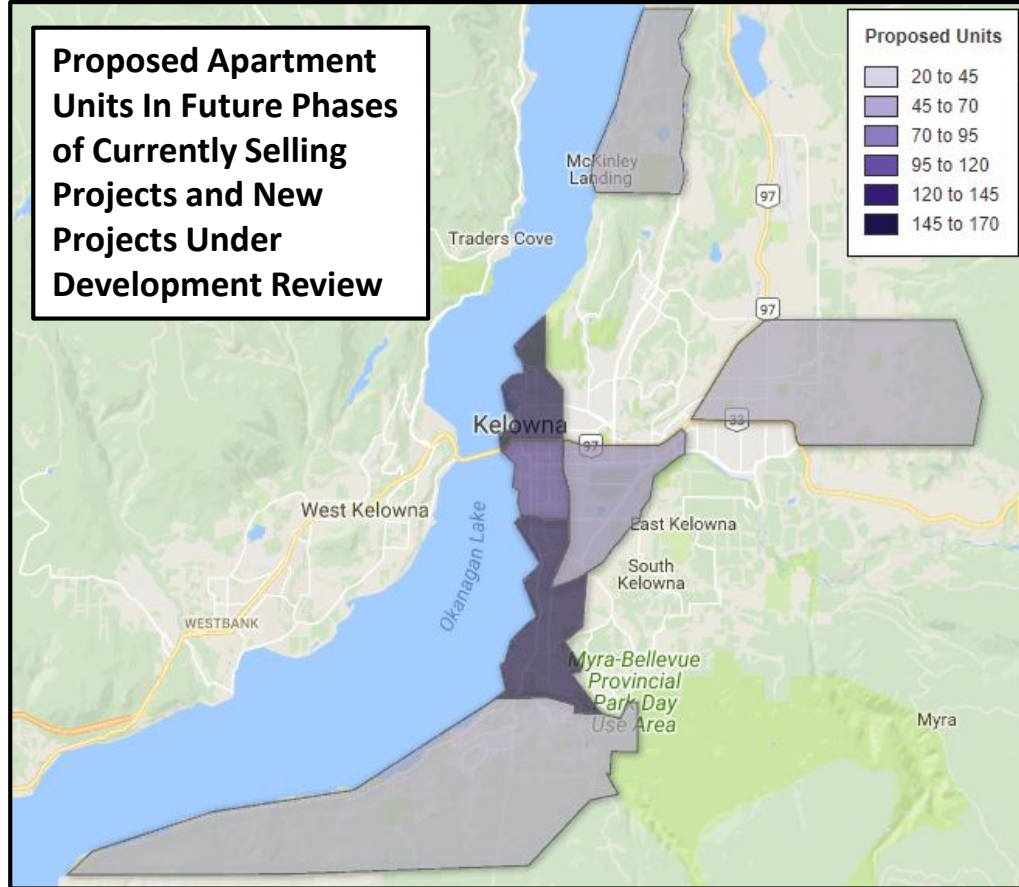 Proposed Apartment
Units In Future Phases
of Currently Selling
Projects and New
Projects Under
Development Review
Proposed Units
20 to 45
45 to 70
70 to 95
95 to 120
120 to 145
145 to 170
McKinley
Landing
97
Traders Cove
97
Kelowna
33
97
West Kelowna
East Kelowna
South
Kelowna
Okanagan Lake
WESTBANK
Myra-Bellevue
Provincial
Park Day
Use Area
Myra